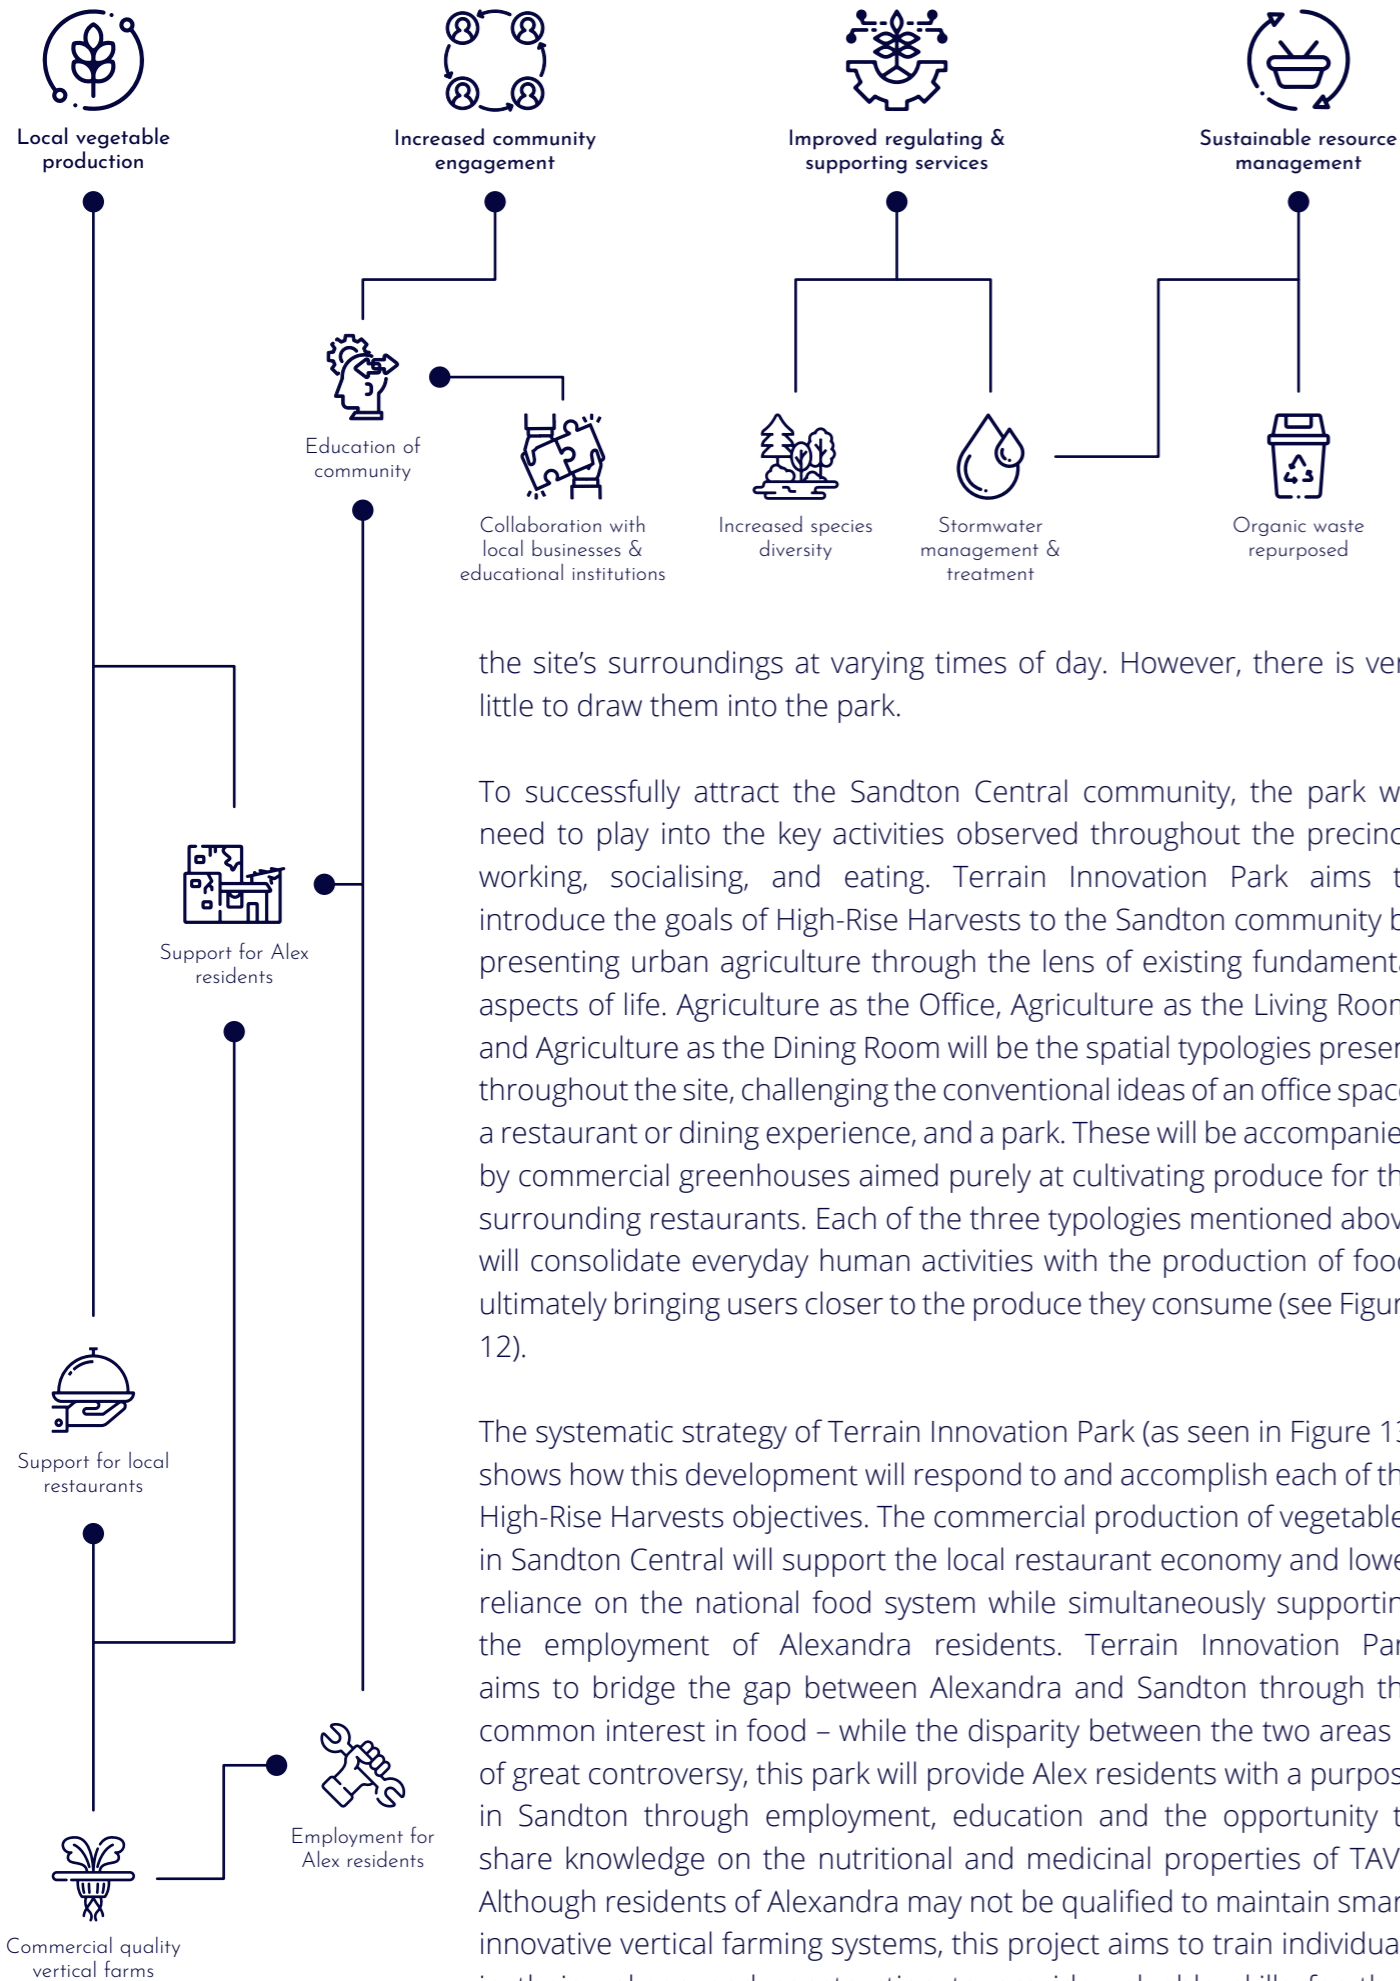 Local vegetable
production
Increased community
engagement
Improved regulating &
supporting services
Sustainable resource
management
Education of
community
Collaboration with
local businesses &
educational institutions
Increased species
diversity
Stormwater
management &
treatment
Organic waste
repurposed
Support for Alex
residents
Support for local
restaurants
Employment for
Alex residents
Commercial quality
vertical farms
the site's surroundings at varying times of day. However, there is ver
little to draw them into the park.
To successfully attract the Sandton Central community, the park w
need to play into the key activities observed throughout the precinc
working, socialising, and eating. Terrain Innovation Park aims t
introduce the goals of High-Rise Harvests to the Sandton community b
presenting urban agriculture through the lens of existing fundamenta
aspects of life. Agriculture as the Office, Agriculture as the Living Room
and Agriculture as the Dining Room will be the spatial typologies presen
throughout the site, challenging the conventional ideas of an office spac
a restaurant or dining experience, and a park. These will be accompanie
by commercial greenhouses aimed purely at cultivating produce for th
surrounding restaurants. Each of the three typologies mentioned abov
will consolidate everyday human activities with the production of food
ultimately bringing users closer to the produce they consume (see Figur
12).
The systematic strategy of Terrain Innovation Park (as seen in Figure 13
shows how this development will respond to and accomplish each of th
High-Rise Harvests objectives. The commercial production of vegetable
in Sandton Central will support the local restaurant economy and lowe
reliance on the national food system while simultaneously supportin
the employment of Alexandra residents. Terrain Innovation Par
aims to bridge the gap between Alexandra and Sandton through th
common interest in food – while the disparity between the two areas
of great controversy, this park will provide Alex residents with a purpos
in Sandton through employment, education and the opportunity t
share knowledge on the nutritional and medicinal properties of TAV
Although residents of Alexandra may not be qualified to maintain smar
innovative vertical farming systems, this project aims to train individua